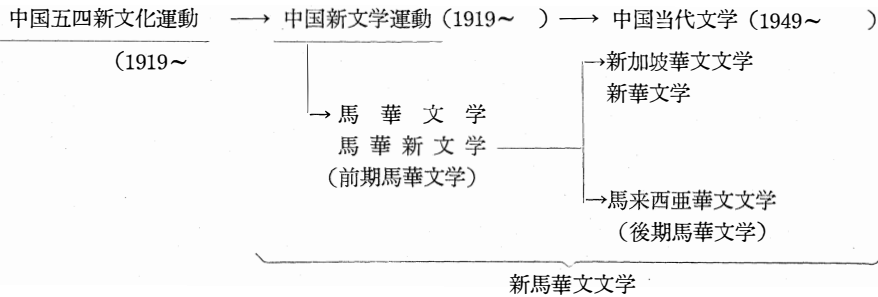 中国五四新文化運動 → 中国新文学運動（1919～　） → 中国当代文学（1949～　）
（1919～
→新加坡華文文学
新華文学
→馬華文学
馬華新文学
（前期馬華文学）
→馬来西亜華文文学
（後期馬華文学）
新馬華文文学